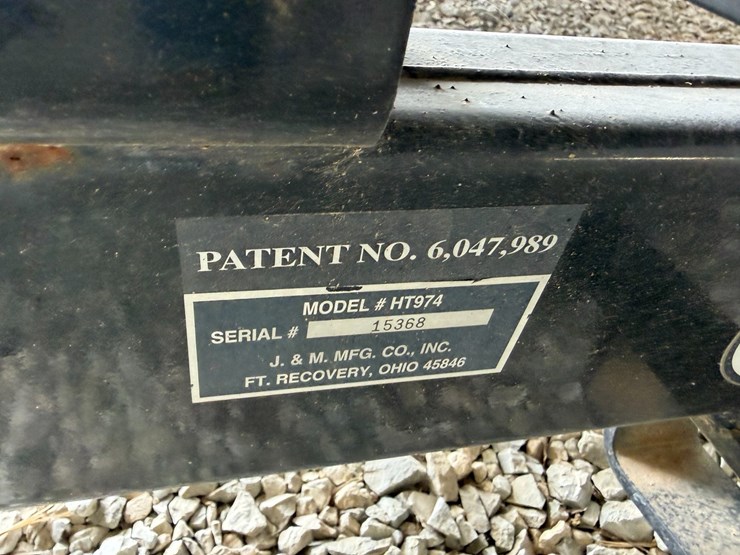 PATENT NO. 6,047,989
MODEL # HT974
SERIAL # 15368
J. & M. MFG. CO., INC.
FT. RECOVERY, OHIO 45846